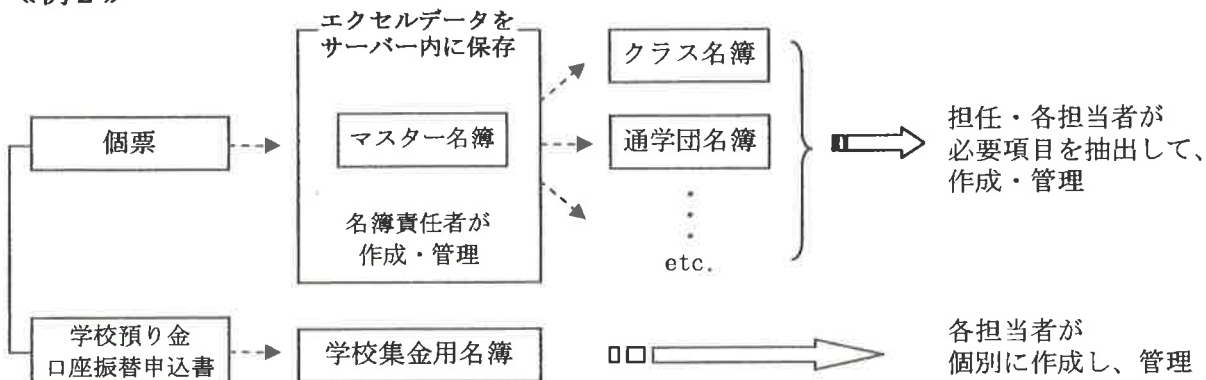 《例2》
エクセルデータを
サーバー内に保存
個票
マスター名簿
名簿責任者が
作成・管理
クラス名簿
通学団名簿
etc.
担任・各担当者が
必要項目を抽出して、
作成・管理
学校預り金
口座振替申込書
学校集金用名簿
各担当者が
個別に作成し、管理